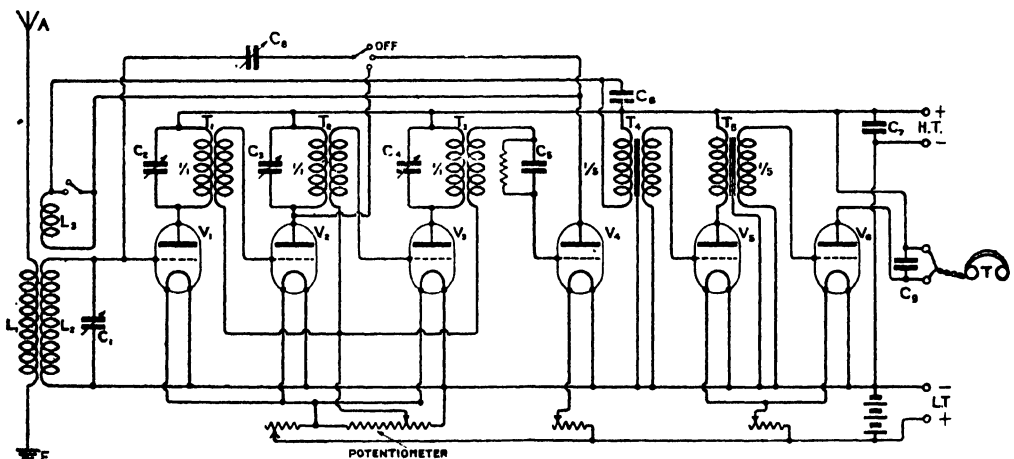 A
C8
OFF
C6
+
H.T.
-
C7
T1
T2
T3
T4
T5
C2
1/1
C3
1/1
C4
1/1
C5
1/5
1/5
L3
V1
V2
V3
V4
V5
V6
T
C9
L1
L2
C1
-
L.T
+
POTENTIOMETER
E